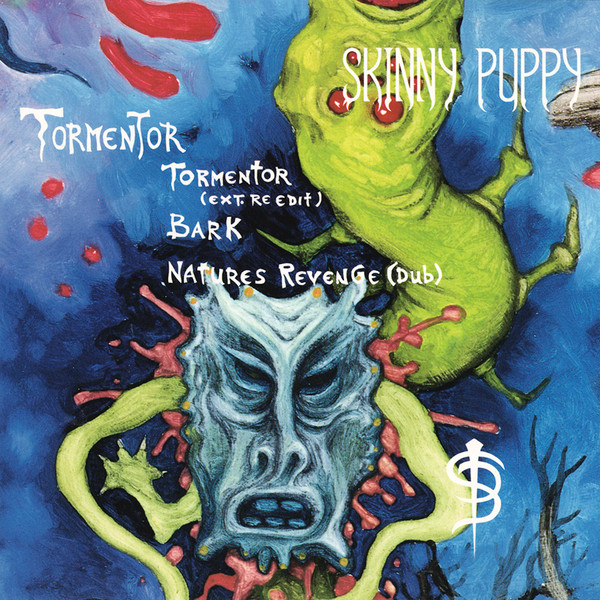 SKINNY PUPPY
TORMENTOR
TORMENTOR
(EXT. RE EDIT)
BARK
NATURES REVENGE (DUB)